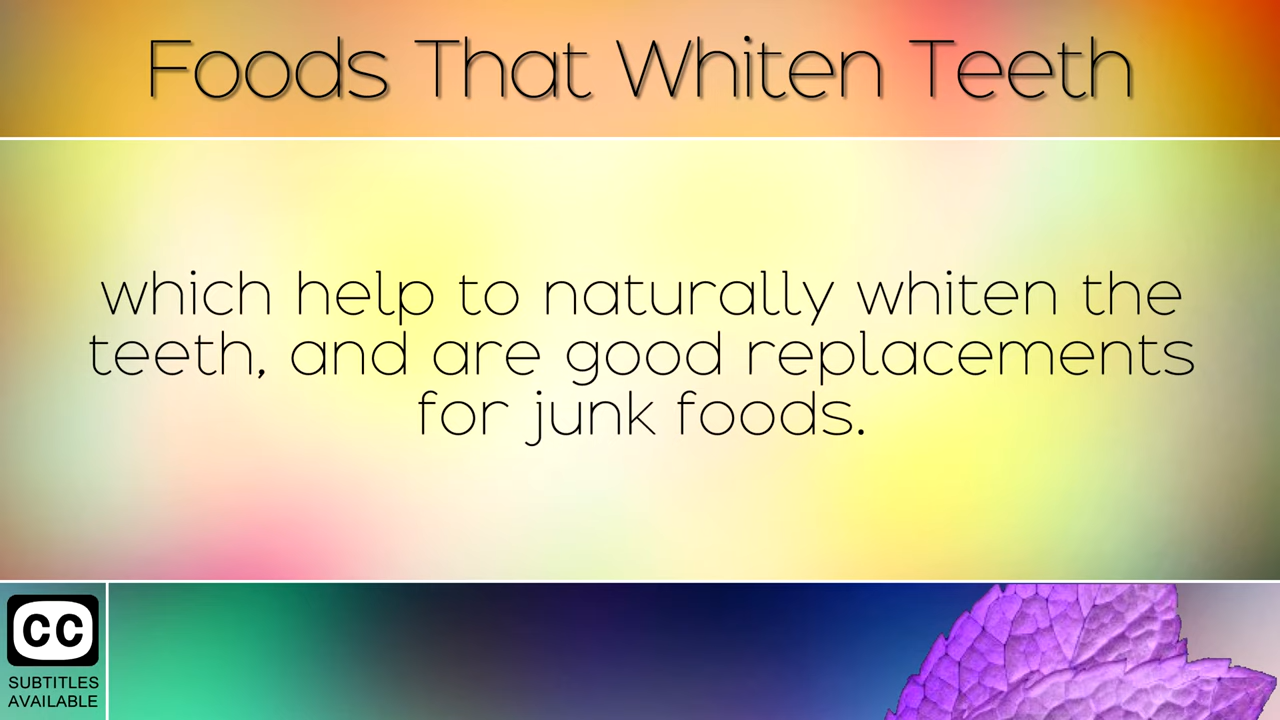 Foods That Whiten Teeth
which help to naturally whiten the
teeth, and are good replacements
for junk foods.
CC
SUBTITLES
AVAILABLE